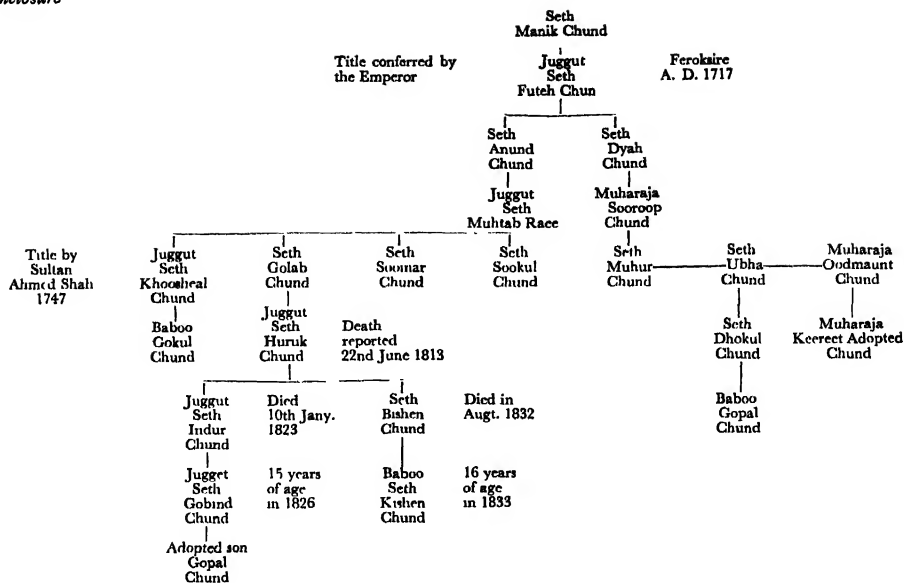 nclosure
Seth
Manik Chund
Title conferred by
the Emperor
Juggut
Seth
Futeh Chun
Ferokaire
A. D. 1717
Seth
Anund
Chund
Seth
Dyah
Chund
Juggut
Seth
Muhtab Raee
Muharaja
Sooroop
Chund
Title by
Sultan
Ahmed Shah
1747
Juggut
Seth
Khoosheal
Chund
Seth
Golab
Chund
Seth
Soomar
Chund
Seth
Sookul
Chund
Seth
Muhur
Chund
Seth
Ubha
Chund
Muharaja
Oodmaunt
Chund
Baboo
Gokul
Chund
Juggut
Seth
Huruk
Chund
Death
reported
22nd June 1813
Seth
Dhokul
Chund
Muharaja
Keerect Adopted
Chund
Baboo
Gopal
Chund
Juggut
Seth
Indur
Chund
Died
10th Jany.
1823
Seth
Bishen
Chund
Died in
Augt. 1832
Jugget
Seth
Gobind
Chund
15 years
of age
in 1826
Baboo
Seth
Kishen
Chund
16 years
of age
in 1833
Adopted son
Gopal
Chund